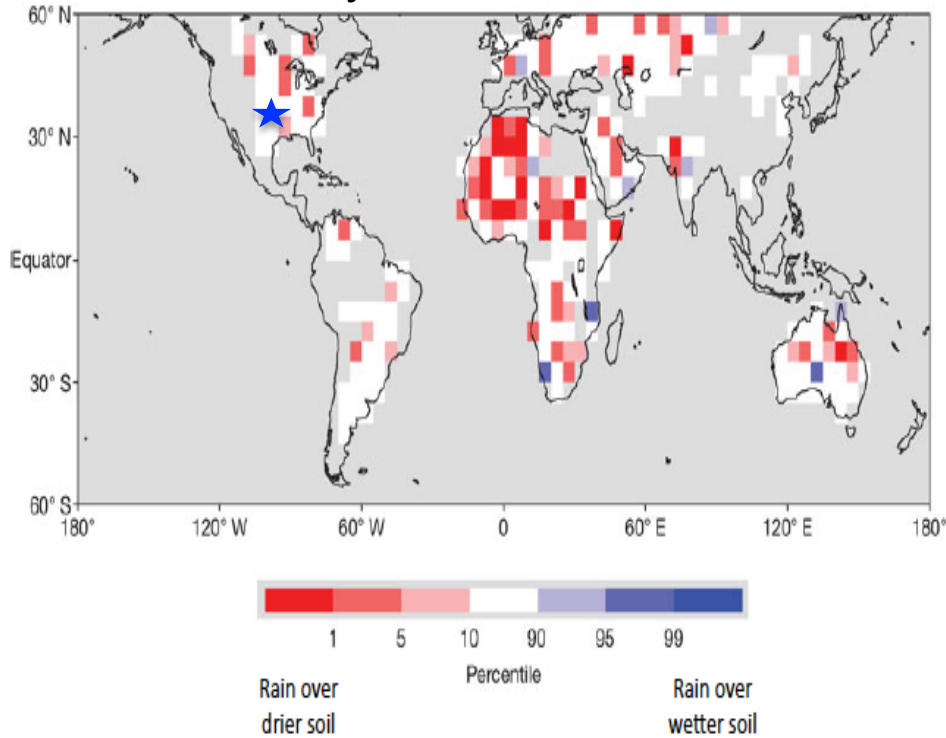 60° N
30° N
Equator
30° S
60° S
180° 120° W 60° W 0 60° E 120° E 180°
1 5 10 90 95 99
Percentile
Rain over
drier soil
Rain over
wetter soil